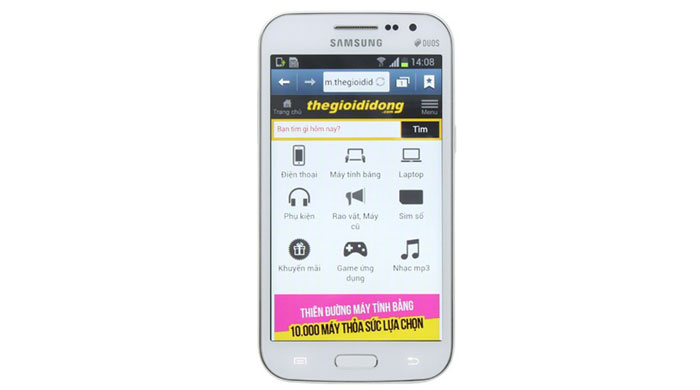 SAMSUNG
DUOS
14:08
m.thegioidid
1
Trang chủ
thegioididong
.com
Menu
Bạn tìm gì hôm nay?
Tìm
Điện thoại
Máy tính bảng
Laptop
Phụ kiện
Rao vặt, Máy
cũ
Sim số
Khuyến mãi
Game ứng
dụng
Nhạc mp3
THIÊN ĐƯỜNG MÁY TÍNH BẢNG
10.000 MÁY THỎA SỨC LỰA CHỌN